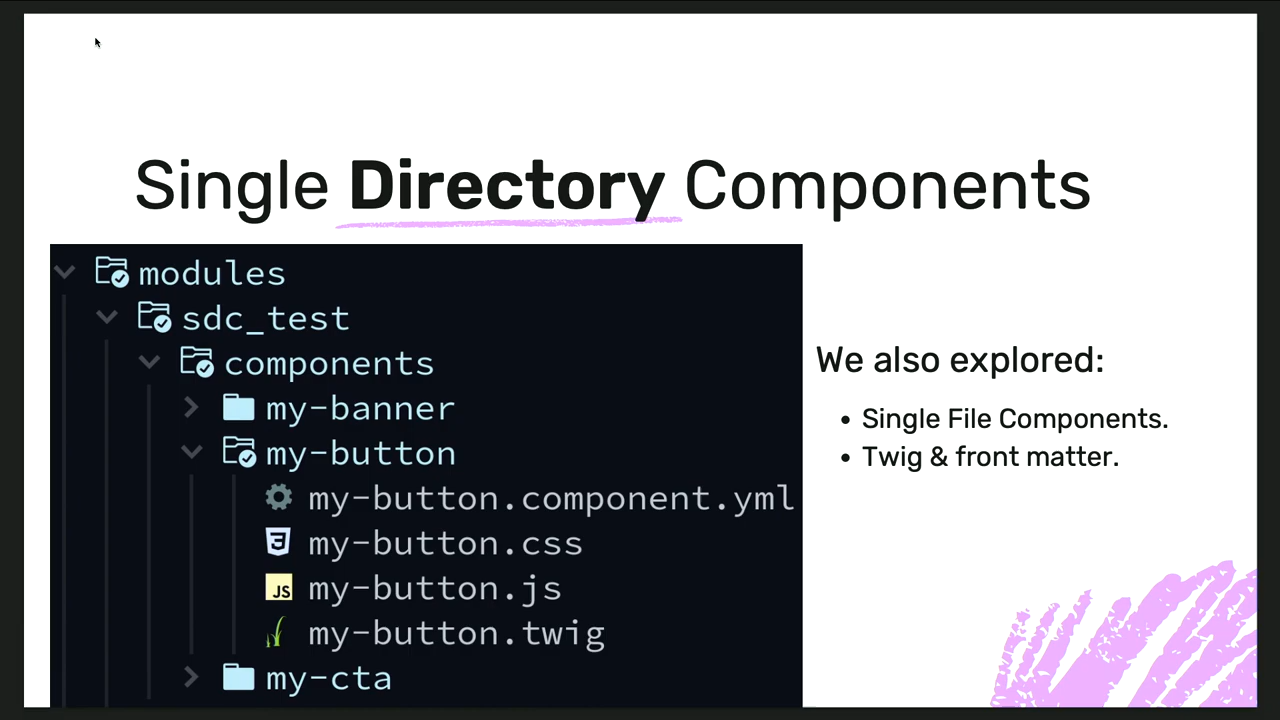 Single Directory Components
modules
sdc_test
components
my-banner
my-button
my-button.component.yml
my-button.css
my-button.js
my-button.twig
my-cta
We also explored:
• Single File Components.
• Twig & front matter.